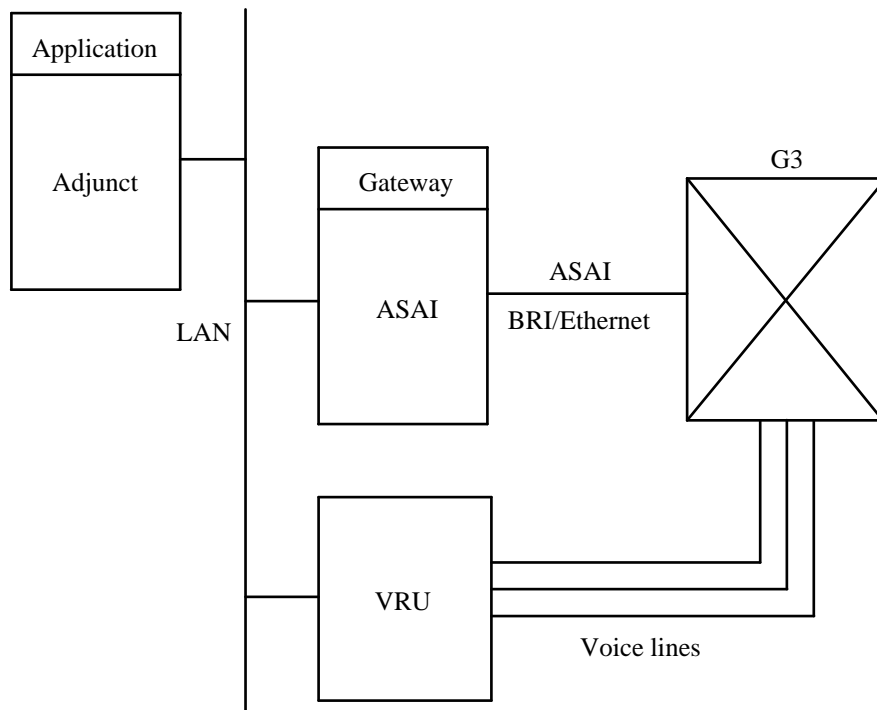 Application
Adjunct
LAN
Gateway
ASAI
ASAI
BRI/Ethernet
G3
VRU
Voice lines